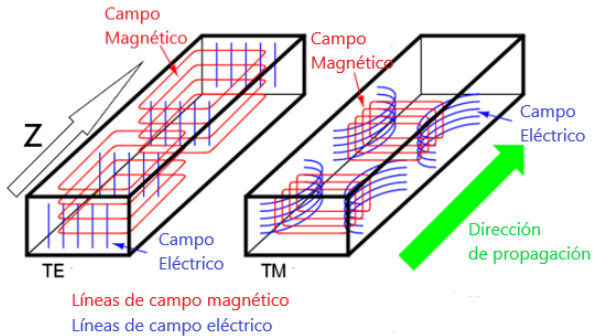 Campo
Magnético
Campo
Magnético
Z
Campo
Eléctrico
Campo
Eléctrico
Dirección
de propagación
TE
TM
Líneas de campo magnético
Líneas de campo eléctrico